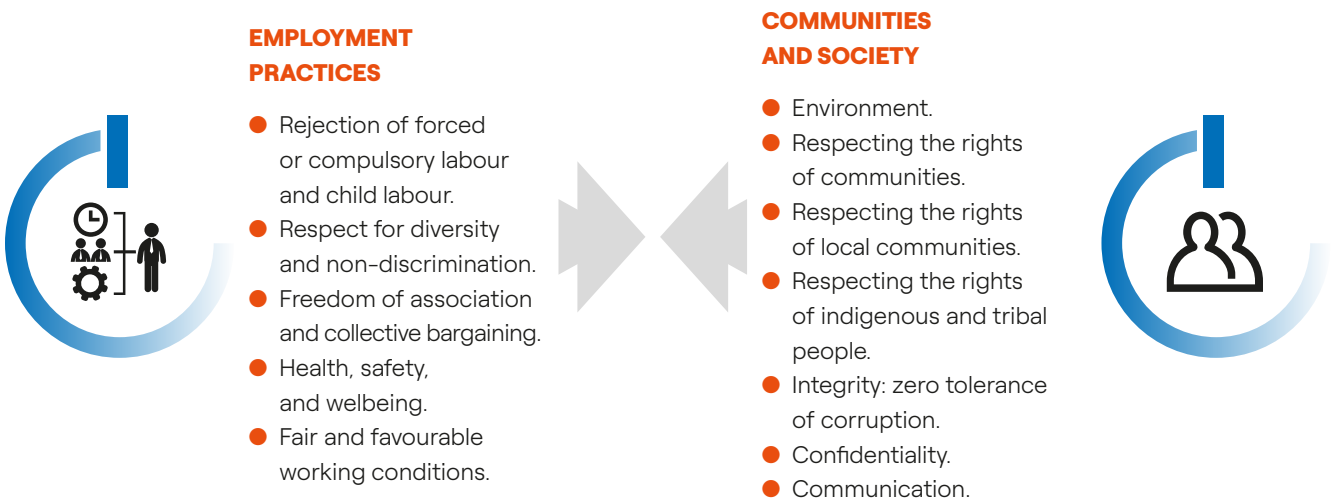 EMPLOYMENT
PRACTICES
● Rejection of forced
or compulsory labour
and child labour.
● Respect for diversity
and non-discrimination.
● Freedom of association
and collective bargaining.
● Health, safety,
and welbeing.
● Fair and favourable
working conditions.
COMMUNITIES
AND SOCIETY
● Environment.
● Respecting the rights
of communities.
● Respecting the rights
of local communities.
● Respecting the rights
of indigenous and tribal
people.
● Integrity: zero tolerance
of corruption.
● Confidentiality.
● Communication.